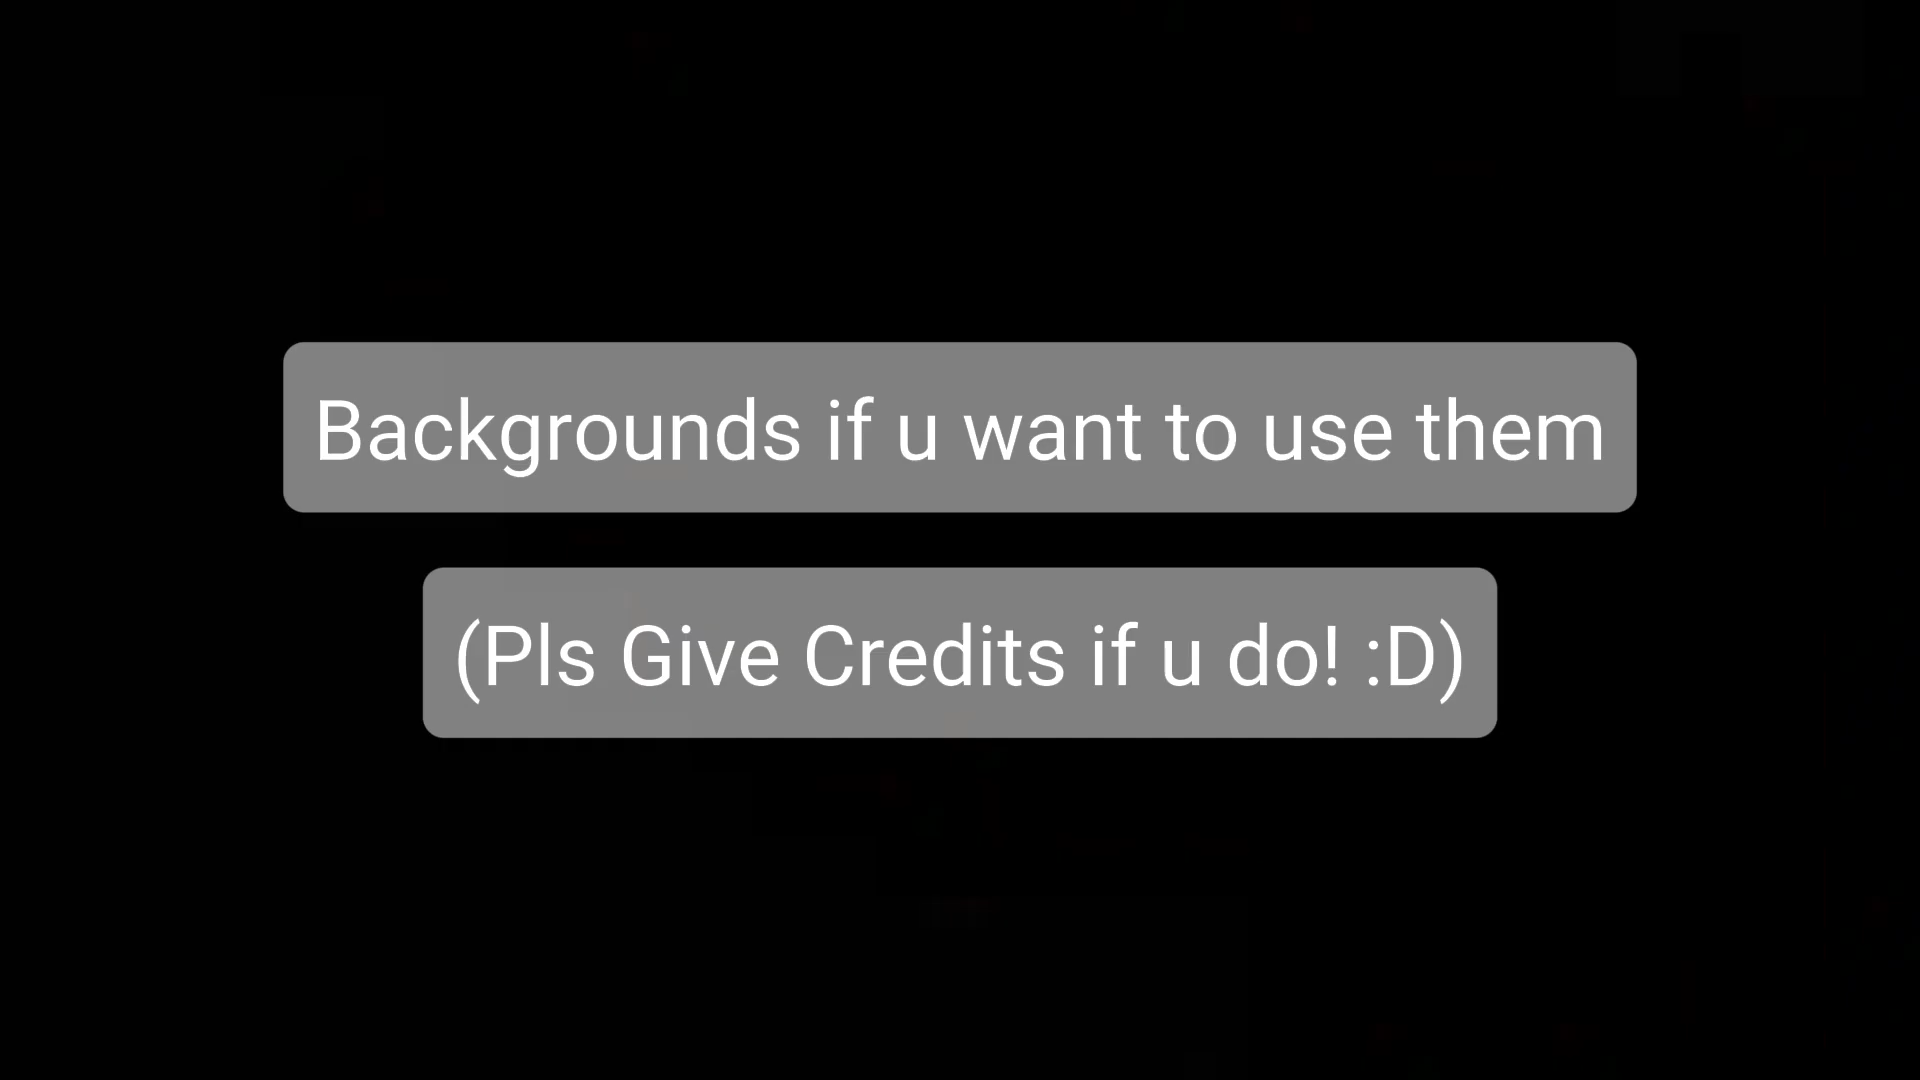 Backgrounds if u want to use them
(Pls Give Credits if u do! :D)